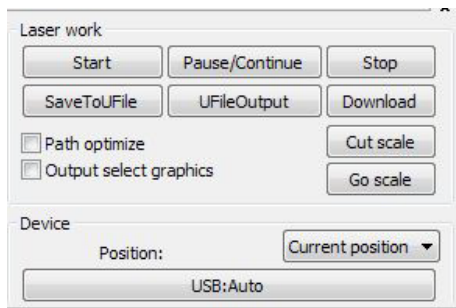 Laser work
Start Pause/Continue Stop
SaveToUFile UFileOutput Download
Path optimize Cut scale
Output select graphics
Go scale
Device
Position: Current position
USB:Auto